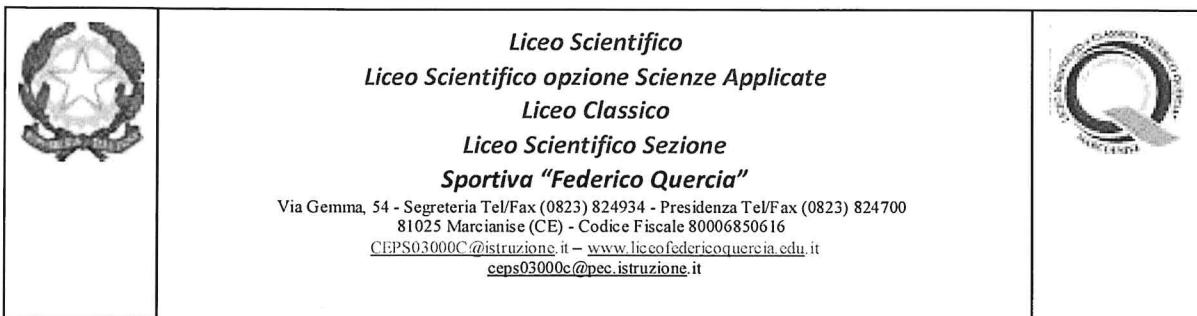 Liceo Scientifico
Liceo Scientifico opzione Scienze Applicate
Liceo Classico
Liceo Scientifico Sezione
Sportiva “Federico Quercia”
Via Gemma, 54 - Segreteria Tel/Fax (0823) 824934 - Presidenza Tel/Fax (0823) 824700
81025 Marcianise (CE) - Codice Fiscale 80006850616
CEPS03000C@istruzione.it – www.liceofedericoquercia.edu.it
ceps03000c@pec.istruzione.it
MARCIANISE